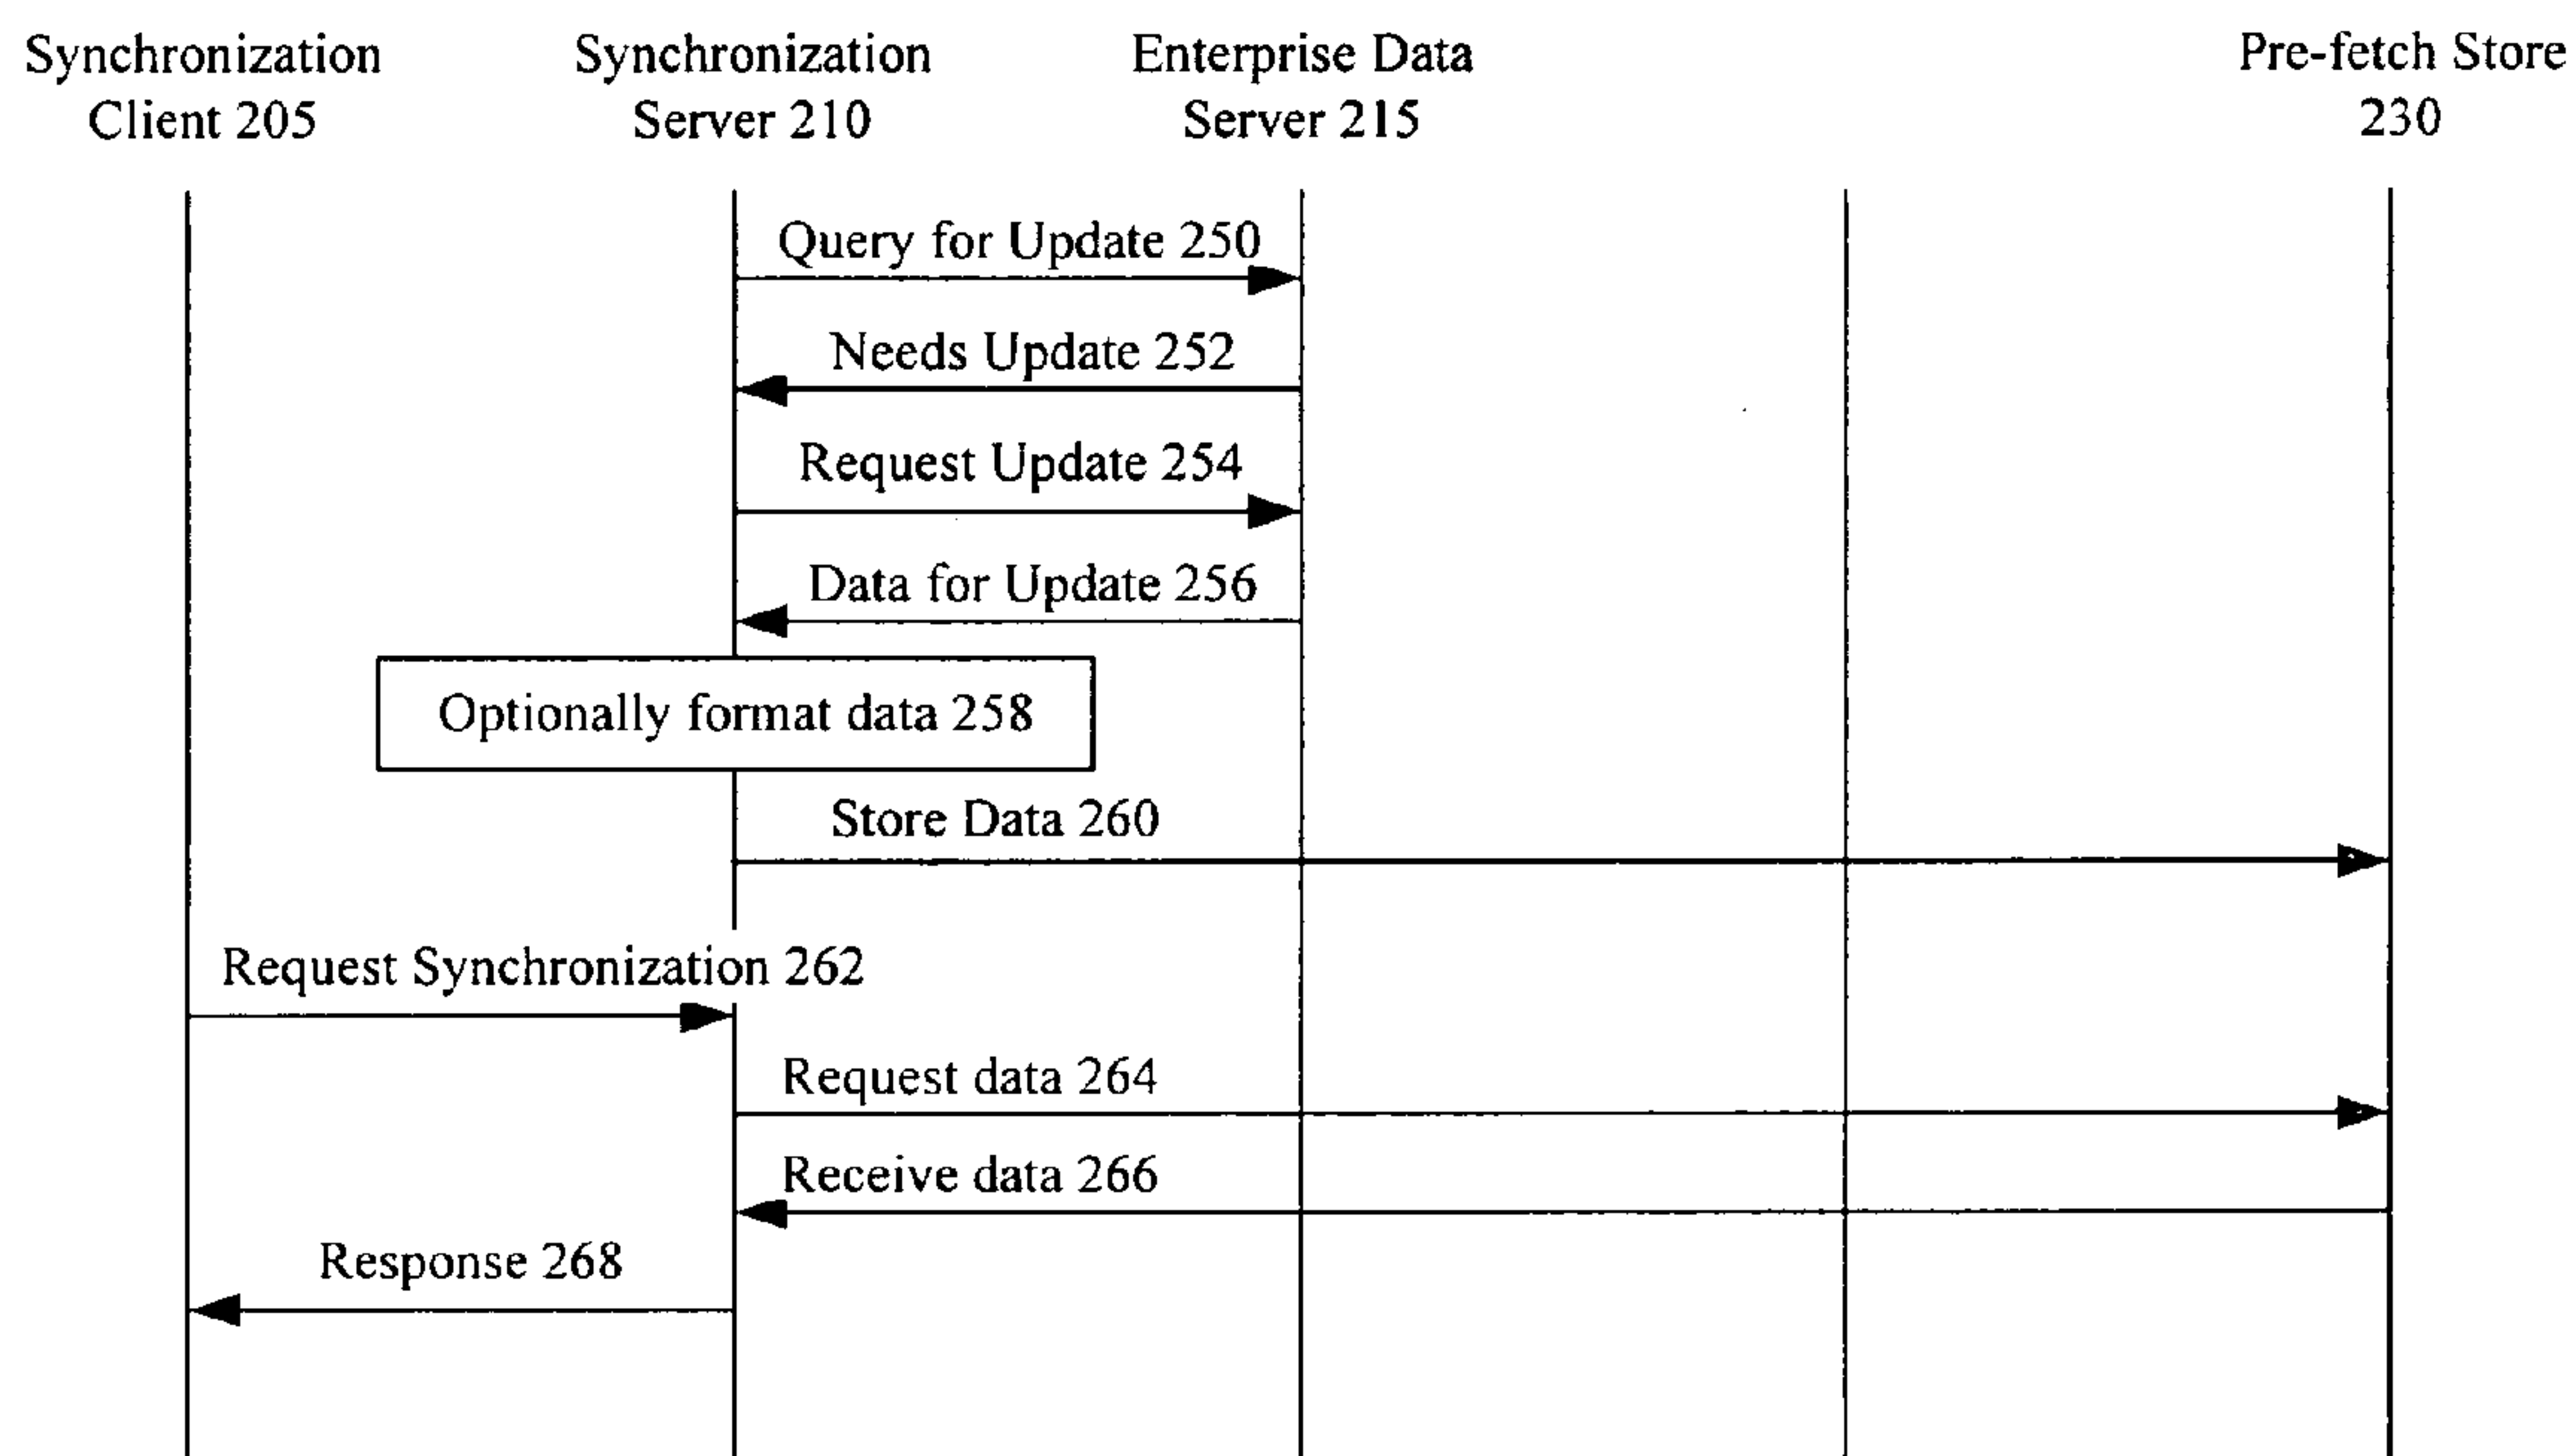 Synchronization
Client 205
Synchronization
Server 210
Enterprise Data
Server 215
Pre-fetch Store
230
Query for Update 250
Needs Update 252
Request Update 254
Data for Update 256
Optionally format data 258
Store Data 260
Request Synchronization 262
Request data 264
Receive data 266
Response 268